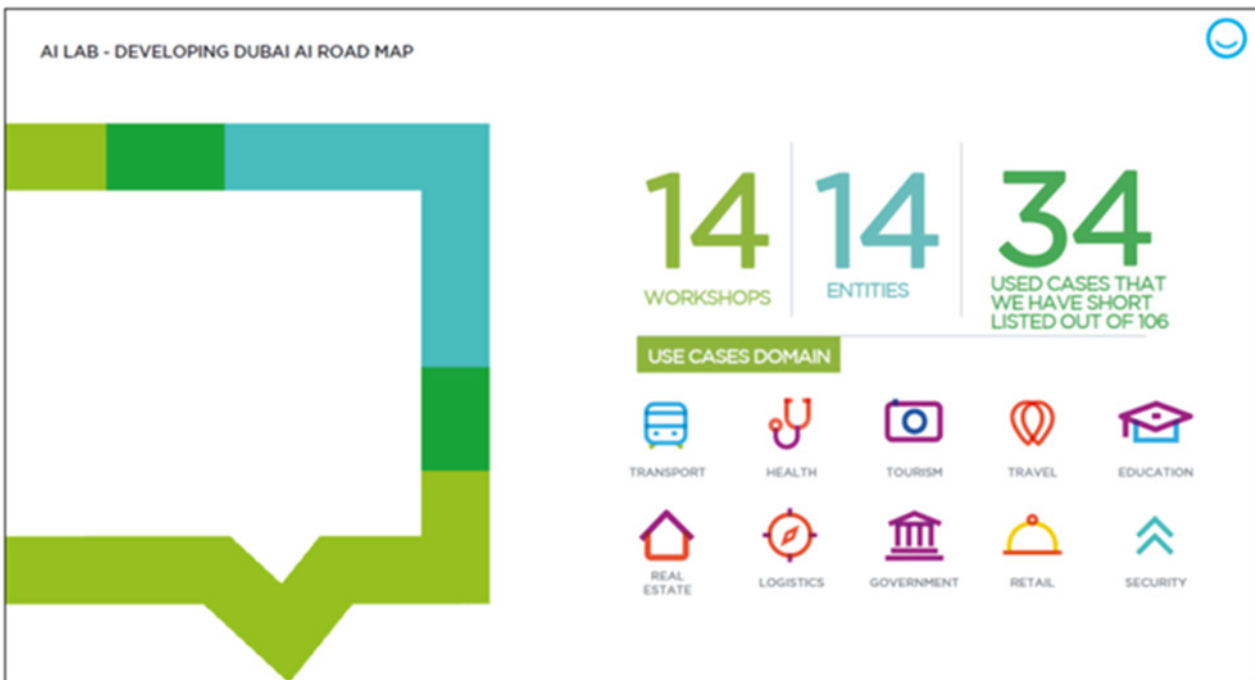 AI LAB - DEVELOPING DUBAI AI ROAD MAP
14
WORKSHOPS
14
ENTITIES
34
USED CASES THAT
WE HAVE SHORT
LISTED OUT OF 106
USE CASES DOMAIN
TRANSPORT
HEALTH
TOURISM
TRAVEL
EDUCATION
REAL
ESTATE
LOGISTICS
GOVERNMENT
RETAIL
SECURITY